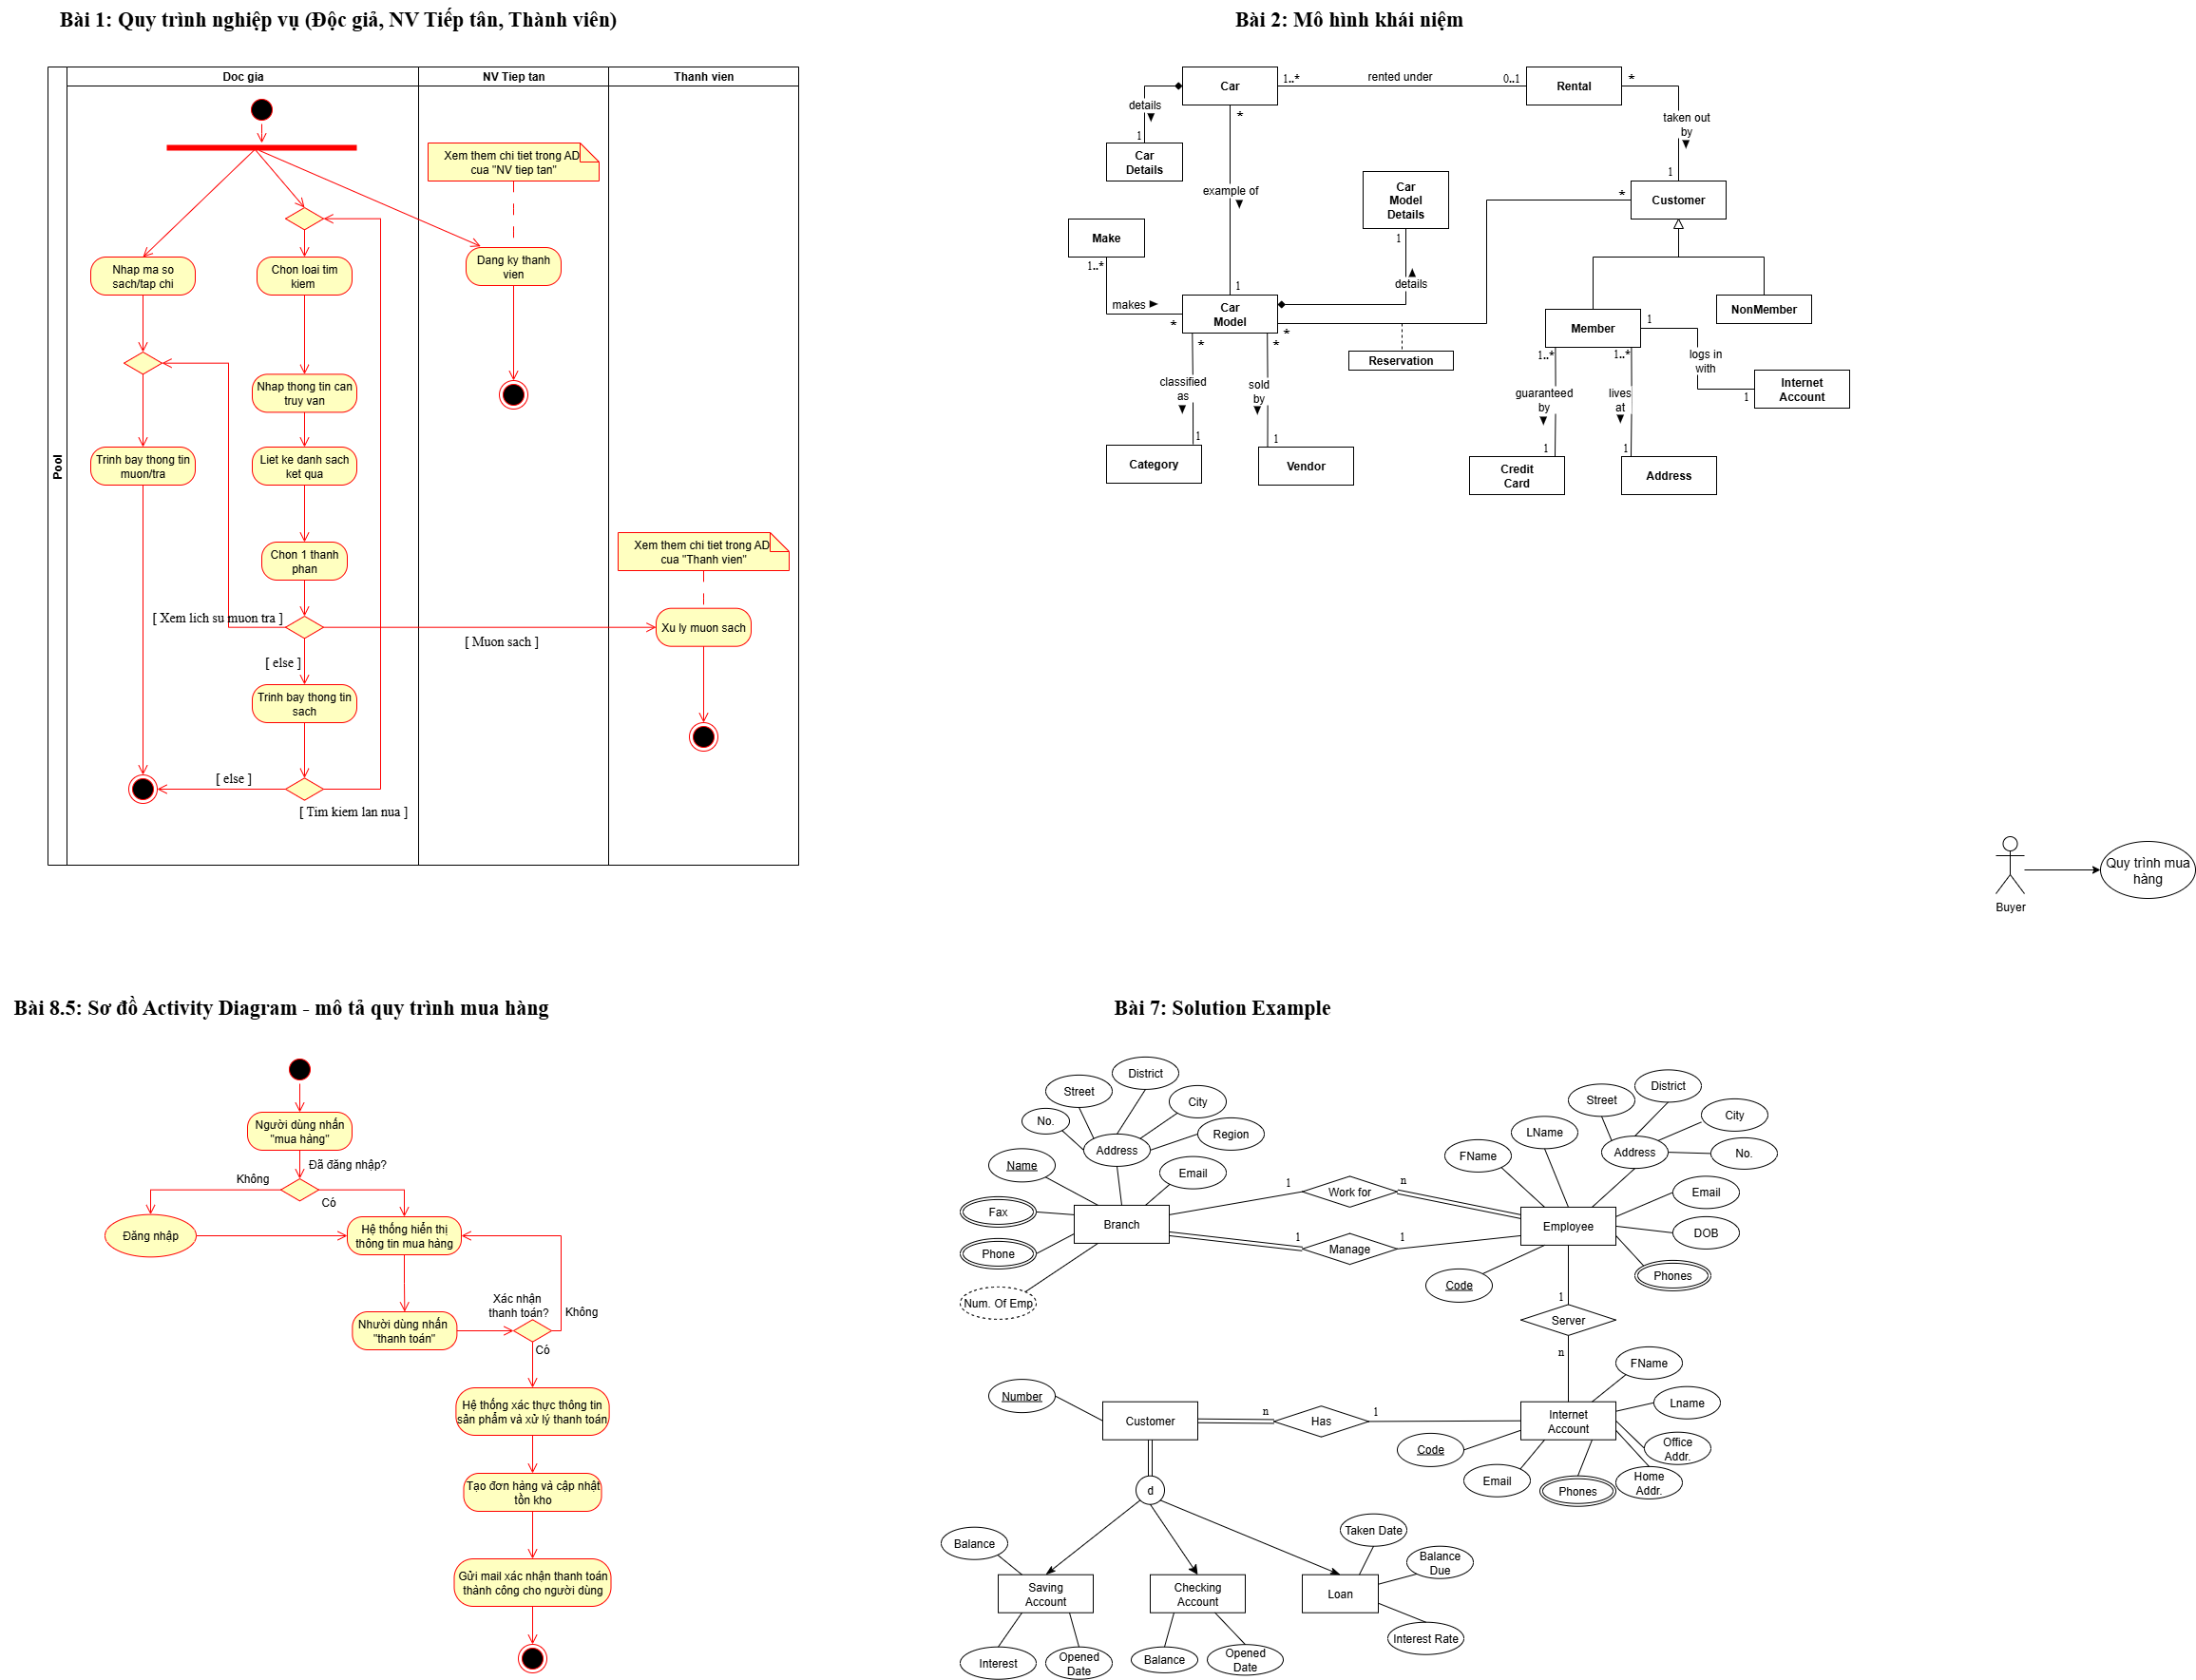 Bài 1: Quy trình nghiệp vụ (Độc giả, NV Tiếp tân, Thành viên)
Pool
Doc gia
NV Tiep tan
Thanh vien
Xem them chi tiet trong AD
cua "NV tiep tan"
Nhap ma so
sach/tap chi
Chon loai tim
kiem
Dang ky thanh
vien
Nhap thong tin can
truy van
Trinh bay thong tin
muon/tra
Liet ke danh sach
ket qua
Chon 1 thanh
phan
Xem them chi tiet trong AD
cua "Thanh vien"
[ Xem lich su muon tra ]
[ Muon sach ]
Xu ly muon sach
[ else ]
Trinh bay thong tin
sach
[ else ]
[ Tim kiem lan nua ]
Bài 2: Mô hình khái niệm
Car
1..*
rented under
0..1
Rental
*
details
1
Car
Details
*
example of
1
taken out
by
1
Customer
*
Car
Model
Details
1
details
Make
1..*
makes
*
Car
Model
*
Reservation
*
classified
as
1
Category
*
sold
by
1
Vendor
Member
NonMember
1
logs in
with
1
Internet
Account
1..*
guaranteed
by
1
Credit
Card
1..*
lives
at
1
Address
Buyer
Quy trình mua
hàng
Bài 8.5: Sơ đồ Activity Diagram - mô tả quy trình mua hàng
Người dùng nhấn
"mua hàng"
Đã đăng nhập?
Không
Có
Đăng nhập
Hệ thống hiển thị
thông tin mua hàng
Nhười dùng nhấn
"thanh toán"
Xác nhận
thanh toán?
Không
Có
Hệ thống xác thực thông tin
sản phẩm và xử lý thanh toán
Tạo đơn hàng và cập nhật
tồn kho
Gửi mail xác nhận thanh toán
thành công cho người dùng
Bài 7: Solution Example
District
Street
City
No.
Region
Address
Name
Email
Fax
Branch
Phone
Num. Of Emp
1
Work for
n
1
Manage
1
District
Street
City
LName
No.
Address
FName
Email
Employee
DOB
Phones
Code
1
Server
n
FName
Lname
Internet
Account
Office
Addr.
Home
Addr.
Code
Email
Phones
Number
Customer
n
Has
1
d
Balance
Saving
Account
Interest
Opened
Date
Checking
Account
Balance
Opened
Date
Taken Date
Balance
Due
Loan
Interest Rate